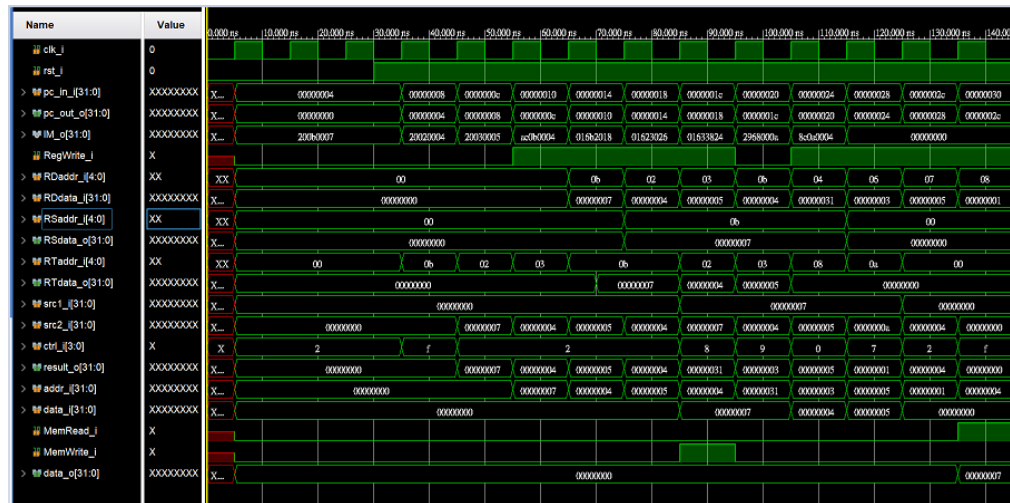 Name Value
0.000 ns 10.000 ns 20.000 ns 30.000 ns 40.000 ns 50.000 ns 60.000 ns 70.000 ns 80.000 ns 90.000 ns 100.000 ns 110.000 ns 120.000 ns 130.000 ns 140.00
clk_i 0
rst_i 0
pc_in_i[31:0] XXXXXXXX X... 00000004 00000008 0000000c 00000010 00000014 00000018 0000001c 00000020 00000024 00000028 0000002c 00000030
pc_out_o[31:0] XXXXXXXX X... 00000000 00000004 00000008 0000000c 00000010 00000014 00000018 0000001c 00000020 00000024 00000028 0000002c
IM_o[31:0] XXXXXXXX X... 200b0007 20020004 20030005 ac0b0004 016b2018 01623026 01633824 2968000a 8c0a0004 00000000
RegWrite_i X
RDaddr_i[4:0] XX XX 00 0b 02 03 0b 04 06 07 08
RDdata_i[31:0] XXXXXXXX X... 00000000 00000007 00000004 00000005 00000004 00000031 00000003 00000005 00000001
RSaddr_i[4:0] XX XX 00 0b 00
RSdata_o[31:0] XXXXXXXX X... 00000000 00000007 00000000
RTaddr_i[4:0] XX XX 00 0b 02 03 0b 02 03 08 0a 00
RTdata_o[31:0] XXXXXXXX X... 00000000 00000007 00000004 00000005 00000000
src1_i[31:0] XXXXXXXX X... 00000000 00000007 00000000
src2_i[31:0] XXXXXXXX X... 00000000 00000007 00000004 00000005 00000004 00000007 00000004 00000005 0000000a 00000004 00000000
ctrl_i[3:0] X X 2 f 2 8 9 0 7 2 f
result_o[31:0] XXXXXXXX X... 00000000 00000007 00000004 00000005 00000004 00000031 00000003 00000005 00000001 00000004 00000000
addr_i[31:0] XXXXXXXX X... 00000000 00000007 00000004 00000005 00000004 00000031 00000003 00000005 00000001 00000004
data_i[31:0] XXXXXXXX X... 00000000 00000007 00000004 00000005 00000000
MemRead_i X
MemWrite_i X
data_o[31:0] XXXXXXXX X... 00000000 00000007